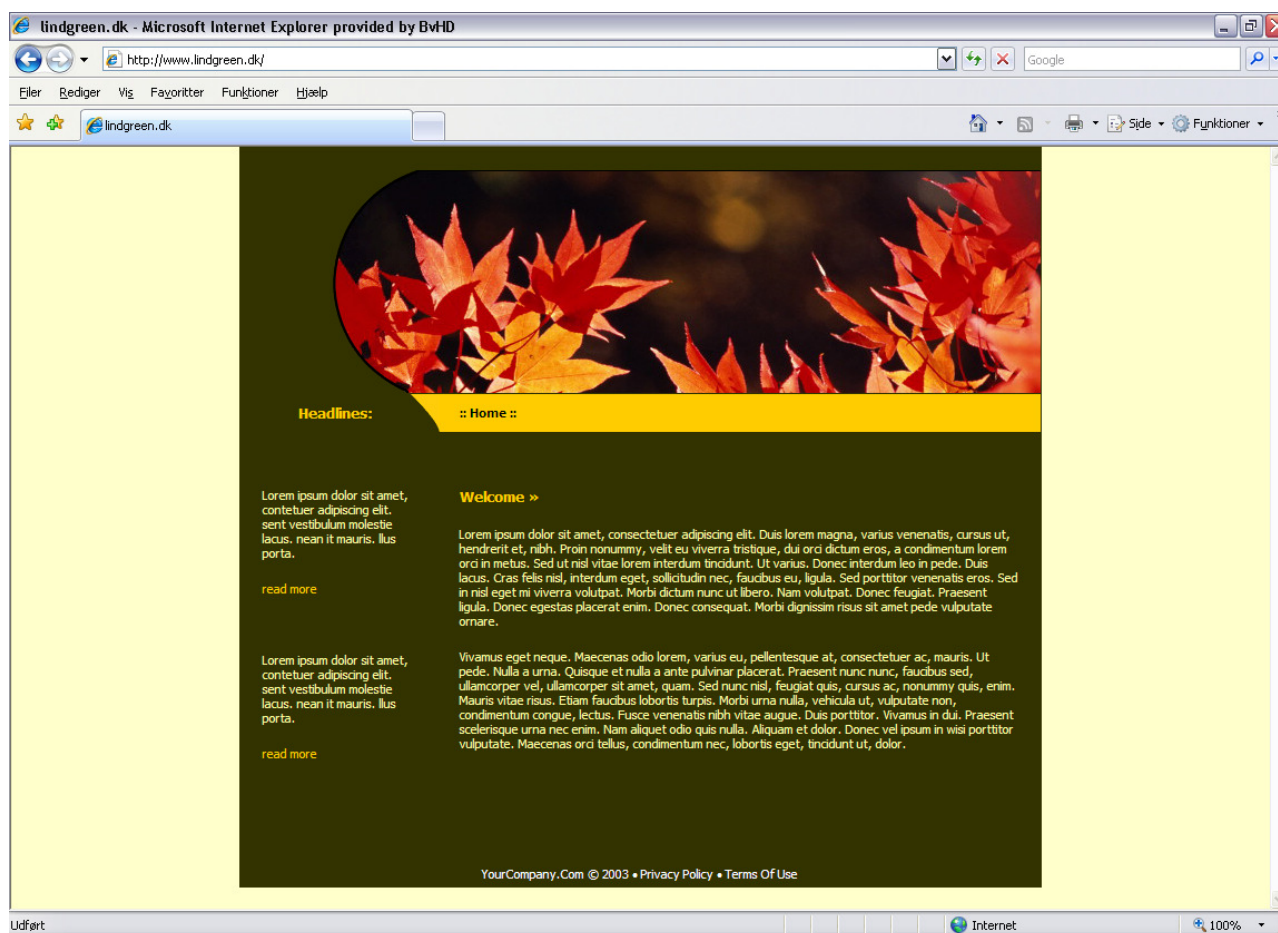 lindgreen.dk - Microsoft Internet Explorer provided by BvHD
http://www.lindgreen.dk/
Google
Filer Rediger Vis Favoritter Funktioner Hjælp
lindgreen.dk
Side
Funktioner
Headlines:
:: Home ::
Lorem ipsum dolor sit amet,
contetuer adipiscing elit.
sent vestibulum molestie
lacus. nean it mauris. llus
porta.
read more
Lorem ipsum dolor sit amet,
contetuer adipiscing elit.
sent vestibulum molestie
lacus. nean it mauris. llus
porta.
read more
Welcome »
Lorem ipsum dolor sit amet, consectetuer adipiscing elit. Duis lorem magna, varius venenatis, cursus ut,
hendrerit et, nibh. Proin nonummy, velit eu viverra tristique, dui orci dictum eros, a condimentum lorem
orci in metus. Sed ut nisl vitae lorem interdum tincidunt. Ut varius. Donec interdum leo in pede. Duis
lacus. Cras felis nisl, interdum eget, sollicitudin nec, faucibus eu, ligula. Sed porttitor venenatis eros. Sed
in nisl eget mi viverra volutpat. Morbi dictum nunc ut libero. Nam volutpat. Donec feugiat. Praesent
ligula. Donec egestas placerat enim. Donec consequat. Morbi dignissim risus sit amet pede vulputate
ornare.
Vivamus eget neque. Maecenas odio lorem, varius eu, pellentesque at, consectetuer ac, mauris. Ut
pede. Nulla a urna. Quisque et nulla a ante pulvinar placerat. Praesent nunc nunc, faucibus sed,
ullamcorper vel, ullamcorper sit amet, quam. Sed nunc nisl, feugiat quis, cursus ac, nonummy quis, enim.
Mauris vitae risus. Etiam faucibus lobortis turpis. Morbi urna nulla, vehicula ut, vulputate non,
condimentum congue, lectus. Fusce venenatis nibh vitae augue. Duis porttitor. Vivamus in dui. Praesent
scelerisque urna nec enim. Nam aliquet odio quis nulla. Aliquam et dolor. Donec vel ipsum in wisi porttitor
vulputate. Maecenas orci tellus, condimentum nec, lobortis eget, tincidunt ut, dolor.
YourCompany.Com © 2003 • Privacy Policy • Terms Of Use
Udført
Internet
100%